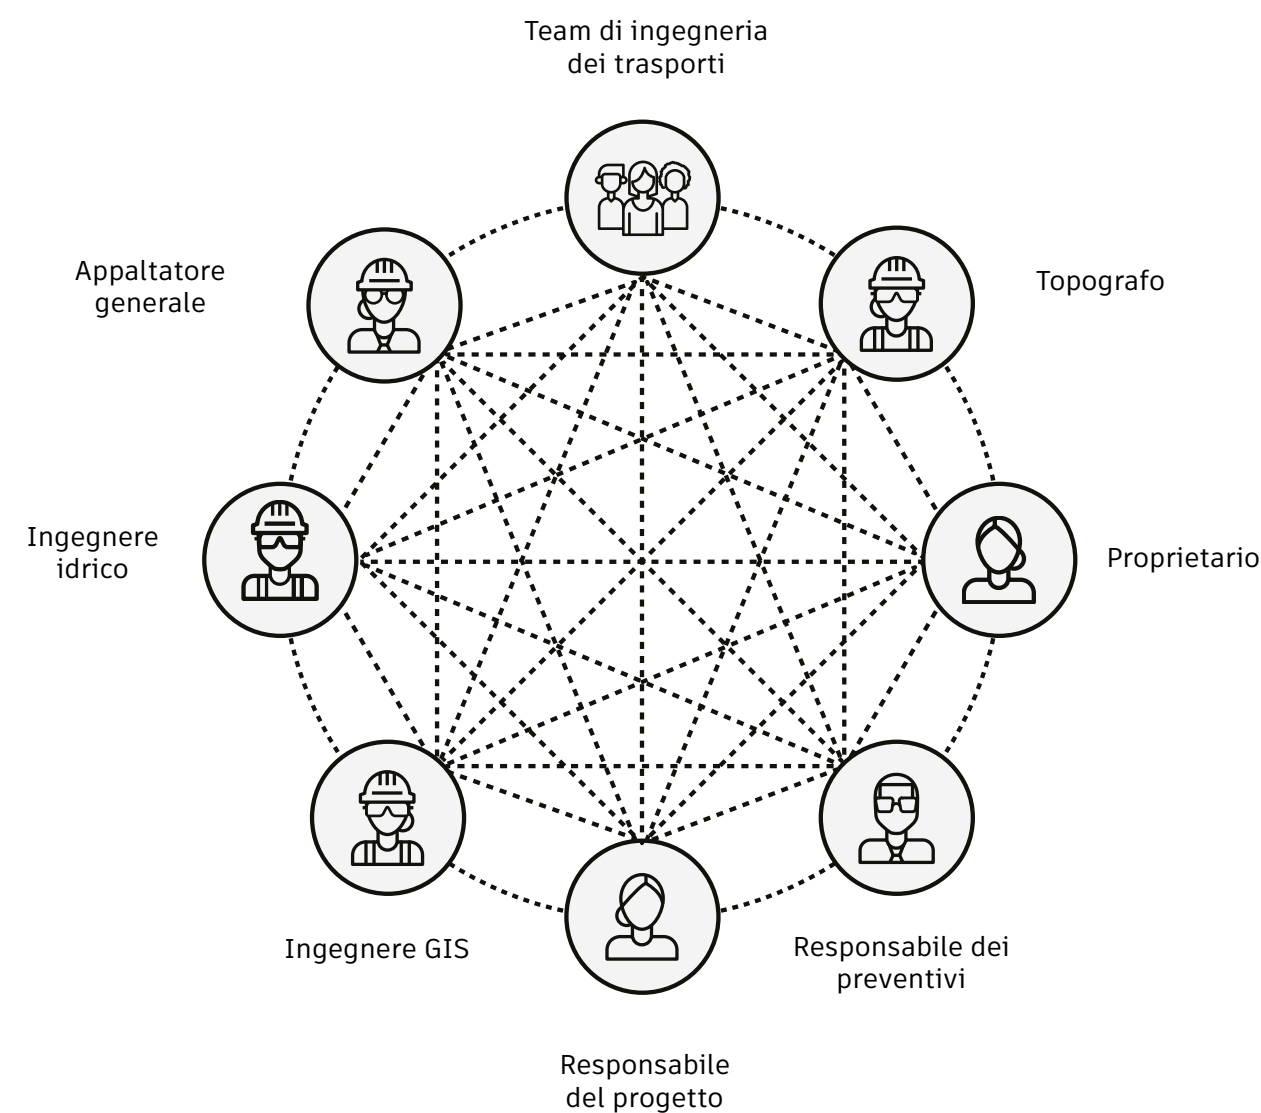 Team di ingegneria
dei trasporti
Appaltatore
generale
Topografo
Ingegnere
idrico
Proprietario
Ingegnere GIS
Responsabile dei
preventivi
Responsabile
del progetto